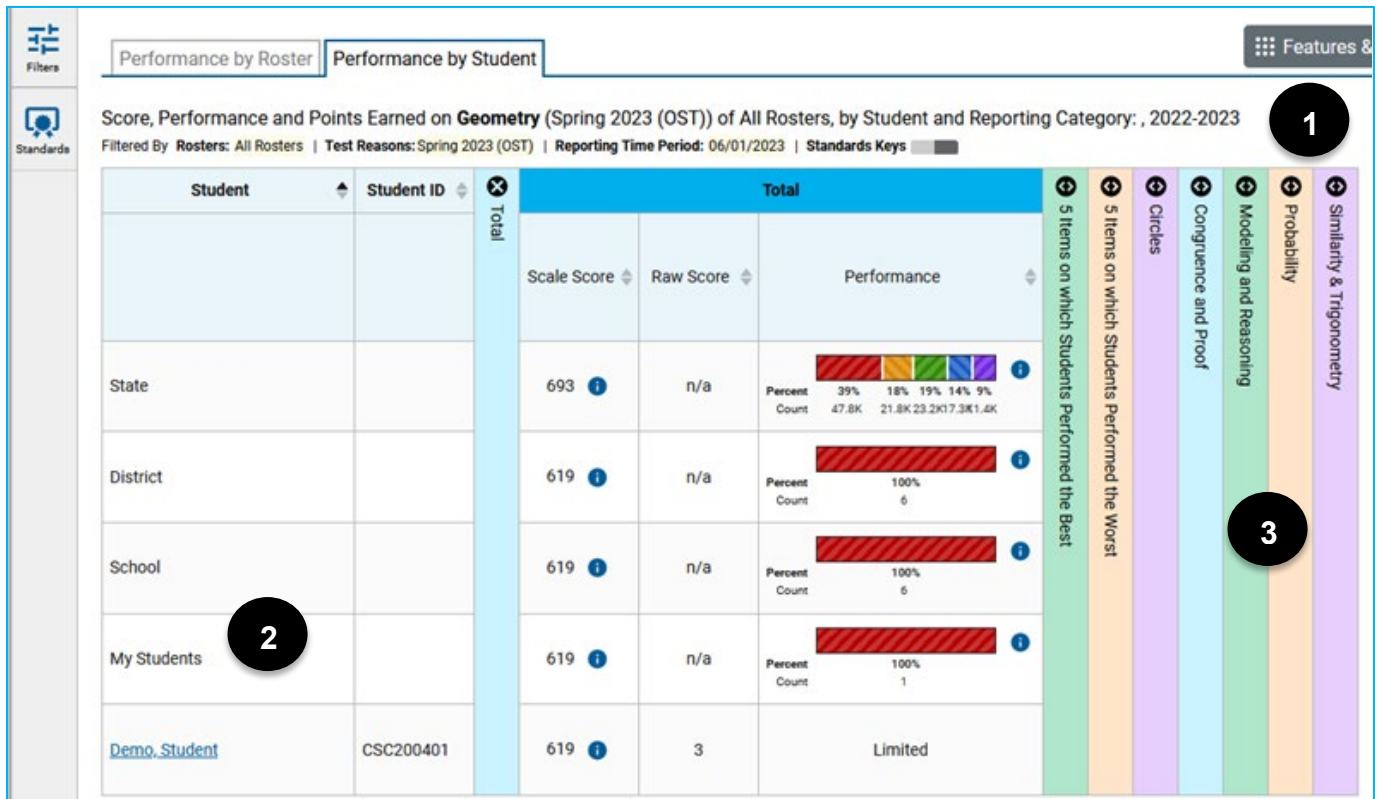 Filters
Standards
Performance by Roster
Performance by Student
Features &
Score, Performance and Points Earned on Geometry (Spring 2023 (OST)) of All Rosters, by Student and Reporting Category: , 2022-2023
1
Filtered By Rosters: All Rosters | Test Reasons: Spring 2023 (OST) | Reporting Time Period: 06/01/2023 | Standards Keys
Student
Student ID
Total
Total
Scale Score
Raw Score
Performance
5 Items on which Students Performed the Best
5 Items on which Students Performed the Worst
Circles
Congruence and Proof
Modeling and Reasoning
Probability
Similarity & Trigonometry
State 693 n/a
Percent 39% 18% 19% 14% 9%
Count 47.8K 21.8K 23.2K 17.3K 1.4K
District 619 n/a
Percent 100%
Count 6
3
School 619 n/a
Percent 100%
Count 6
2
My Students 619 n/a
Percent 100%
Count 1
Demo, Student CSC200401 619 3 Limited